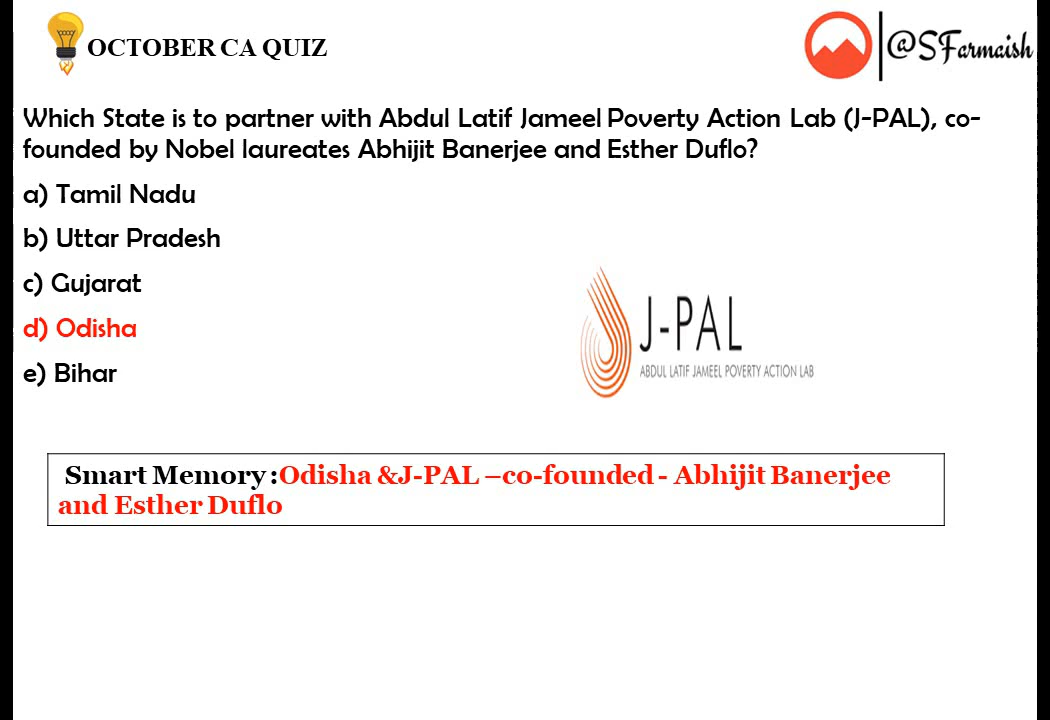 OCTOBER CA QUIZ
@SFarmaish
Which State is to partner with Abdul Latif Jameel Poverty Action Lab (J-PAL), co-
founded by Nobel laureates Abhijit Banerjee and Esther Duflo?
a) Tamil Nadu
b) Uttar Pradesh
c) Gujarat
d) Odisha
e) Bihar
J-PAL
ABDUL LATIF JAMEEL POVERTY ACTION LAB
Smart Memory :Odisha &J-PAL –co-founded - Abhijit Banerjee
and Esther Duflo